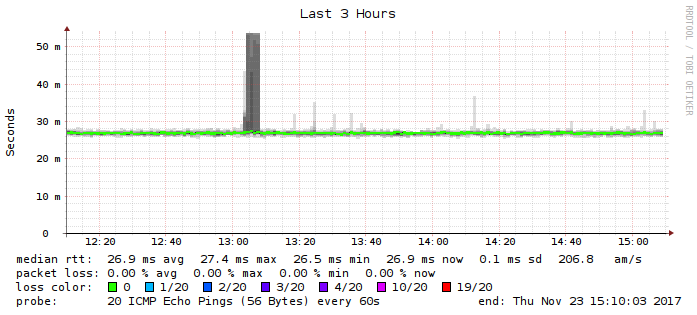 Last 3 Hours
RRDTOOL / TOBI OETIKER
Seconds
50 m
40 m
30 m
20 m
10 m
0
12:20 12:40 13:00 13:20 13:40 14:00 14:20 14:40 15:00
median rtt: 26.9 ms avg 27.4 ms max 26.5 ms min 26.9 ms now 0.1 ms sd 206.8 am/s
packet loss: 0.00 % avg 0.00 % max 0.00 % min 0.00 % now
loss color: 0 1/20 2/20 3/20 4/20 10/20 19/20
probe: 20 ICMP Echo Pings (56 Bytes) every 60s end: Thu Nov 23 15:10:03 2017